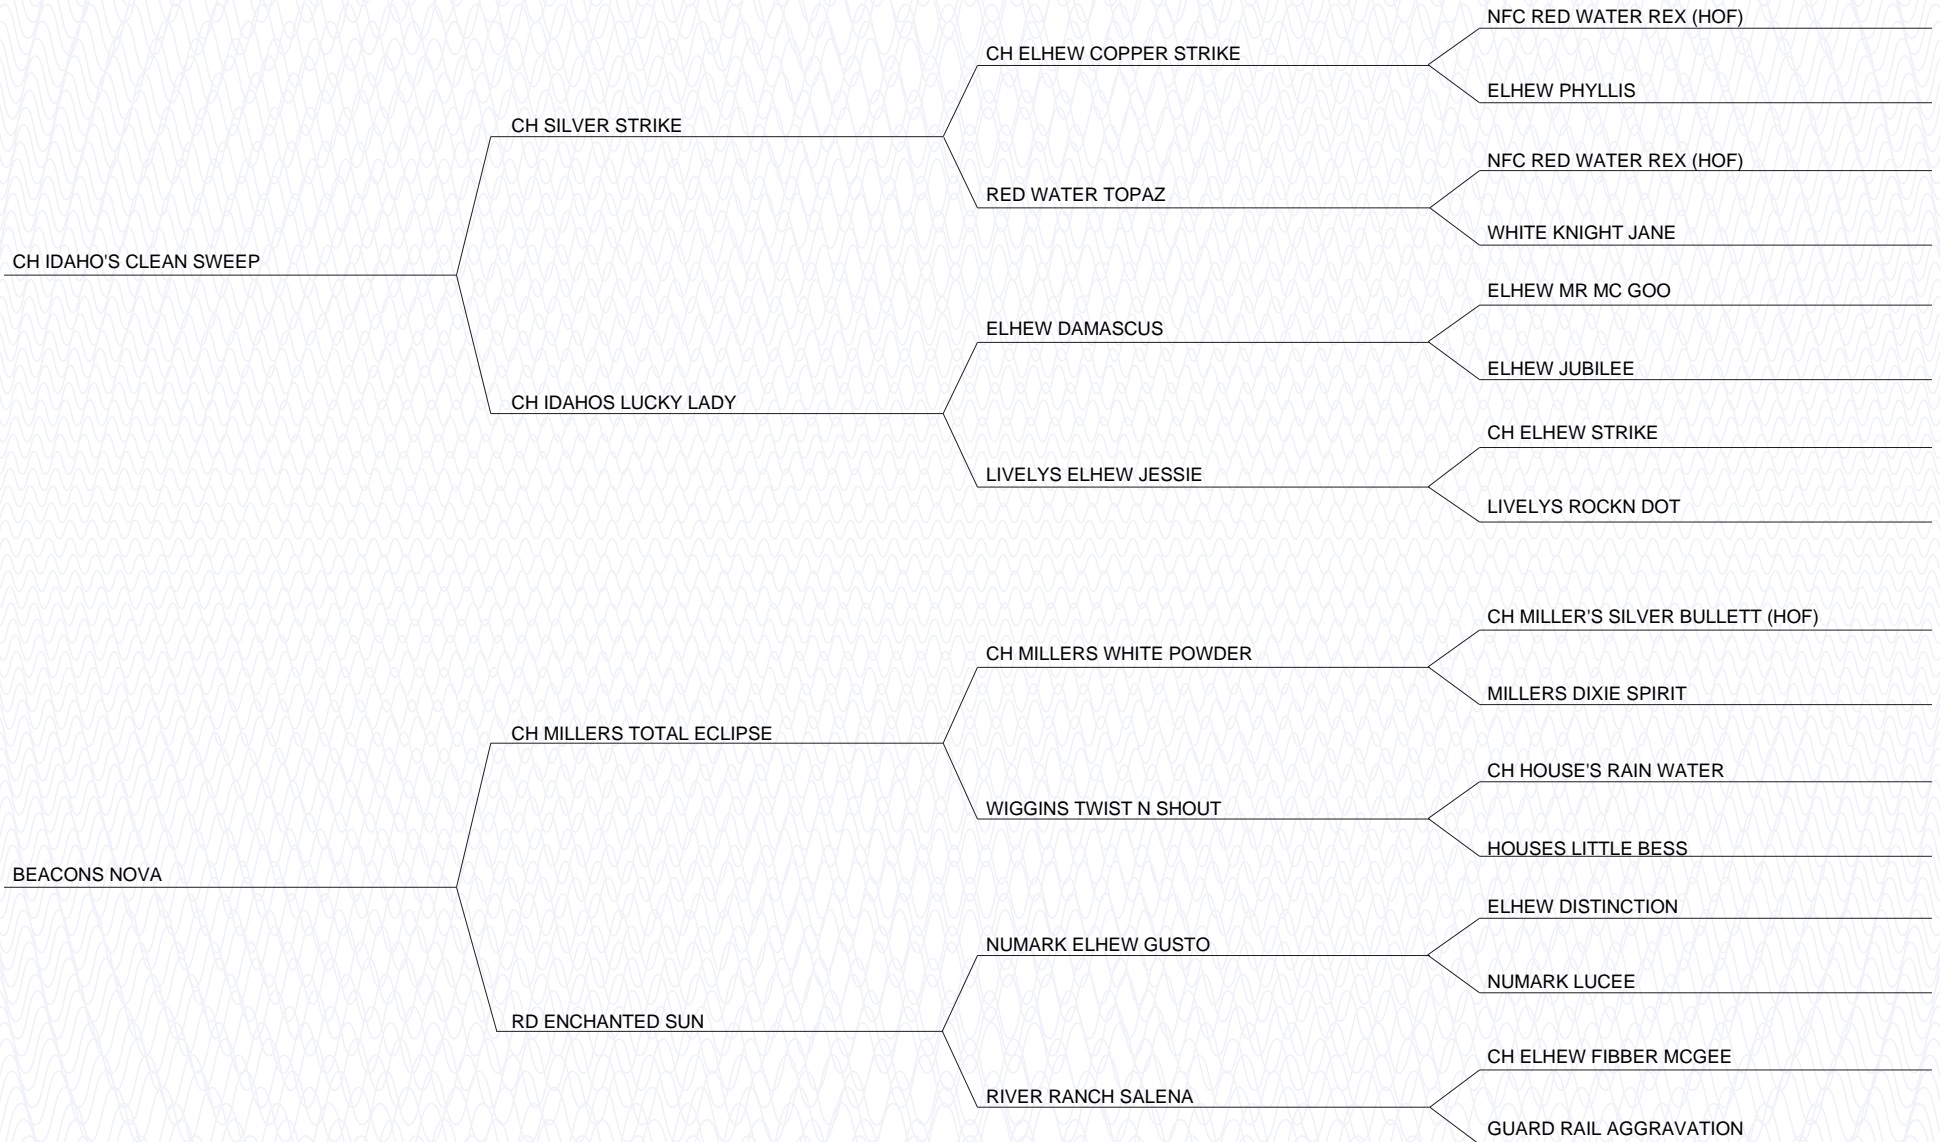 NFC RED WATER REX (HOF)
CH ELHEW COPPER STRIKE
ELHEW PHYLLIS
CH SILVER STRIKE
NFC RED WATER REX (HOF)
RED WATER TOPAZ
WHITE KNIGHT JANE
CH IDAHO'S CLEAN SWEEP
ELHEW MR MC GOO
ELHEW DAMASCUS
ELHEW JUBILEE
CH IDAHOS LUCKY LADY
CH ELHEW STRIKE
LIVELYS ELHEW JESSIE
LIVELYS ROCKN DOT
CH MILLER'S SILVER BULLETT (HOF)
CH MILLERS WHITE POWDER
MILLERS DIXIE SPIRIT
CH MILLERS TOTAL ECLIPSE
CH HOUSE'S RAIN WATER
WIGGINS TWIST N SHOUT
HOUSES LITTLE BESS
BEACONS NOVA
ELHEW DISTINCTION
NUMARK ELHEW GUSTO
NUMARK LUCEE
RD ENCHANTED SUN
CH ELHEW FIBBER MCGEE
RIVER RANCH SALENA
GUARD RAIL AGGRAVATION